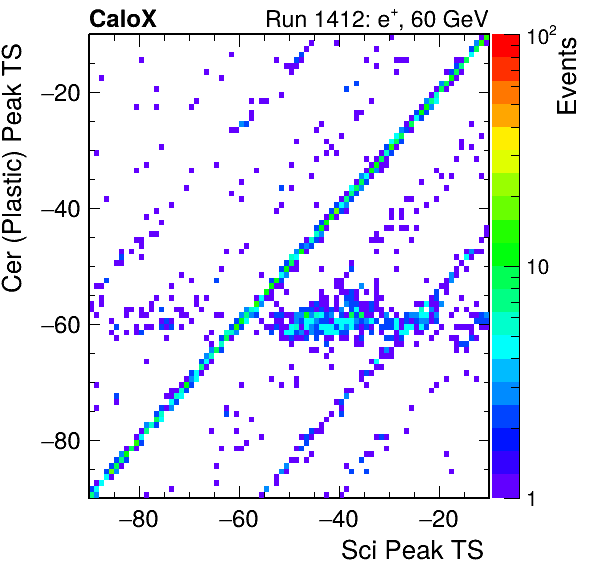 CaloX Run 1412: e⁺, 60 GeV
Cer (Plastic) Peak TS
Events
10²
10
1
−20
−40
−60
−80
−80 −60 −40 −20
Sci Peak TS